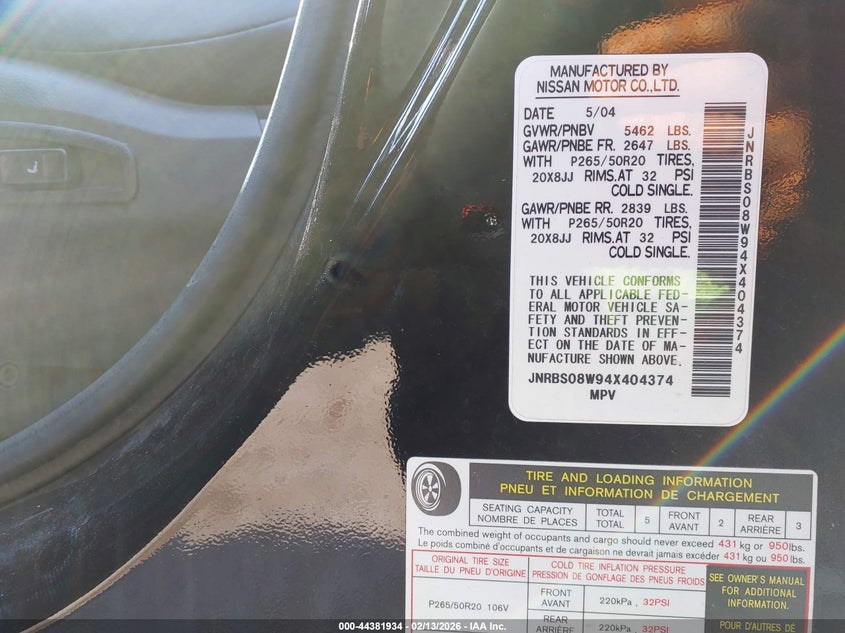 MANUFACTURED BY
NISSAN MOTOR CO.,LTD.
DATE 5/04
GVWR/PNBV 5462 LBS.
GAWR/PNBE FR. 2647 LBS.
WITH P265/50R20 TIRES,
20X8JJ RIMS.AT 32 PSI
COLD SINGLE.
GAWR/PNBE RR. 2839 LBS.
WITH P265/50R20 TIRES,
20X8JJ RIMS.AT 32 PSI
COLD SINGLE.
THIS VEHICLE CONFORMS
TO ALL APPLICABLE FED-
ERAL MOTOR VEHICLE SA-
FETY AND THEFT PREVEN-
TION STANDARDS IN EFF-
ECT ON THE DATE OF MA-
NUFACTURE SHOWN ABOVE.
JNRBS08W94X404374
MPV
JNRBS08W94X404374
TIRE AND LOADING INFORMATION
PNEU ET INFORMATION DE CHARGEMENT
SEATING CAPACITY
NOMBRE DE PLACES
TOTAL
TOTAL
5
FRONT
AVANT
2
REAR
ARRIÈRE
3
The combined weight of occupants and cargo should never exceed 431 kg or 950 lbs.
Le poids combiné d'occupants et de cargaison ne devrait jamais excéder 431 kg ou 950 lbs.
ORIGINAL TIRE SIZE
TAILLE DU PNEU D'ORIGINE
COLD TIRE INFLATION PRESSURE
PRESSION DE GONFLAGE DES PNEUS FROIDS
SEE OWNER'S MANUAL
FOR ADDITIONAL
INFORMATION.
P265/50R20 106V
FRONT
AVANT
220kPa , 32PSI
REAR
ARRIÈRE
220kPa , 32PSI
POUR PLUS DE
000-44381934 - 02/13/2026 - IAA Inc.